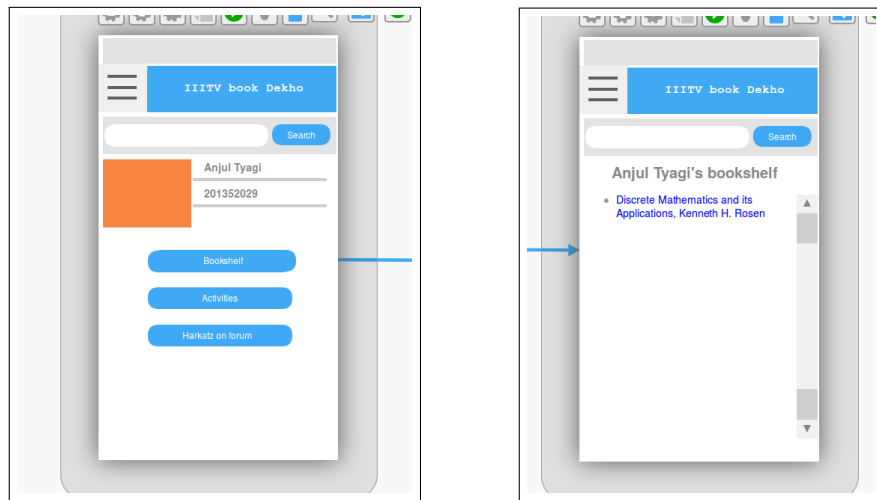 IIITV book Dekho
Search
Anjul Tyagi
201352029
Bookshelf
Activities
Harkatz on forum
IIITV book Dekho
Search
Anjul Tyagi's bookshelf
Discrete Mathematics and its
Applications, Kenneth H. Rosen